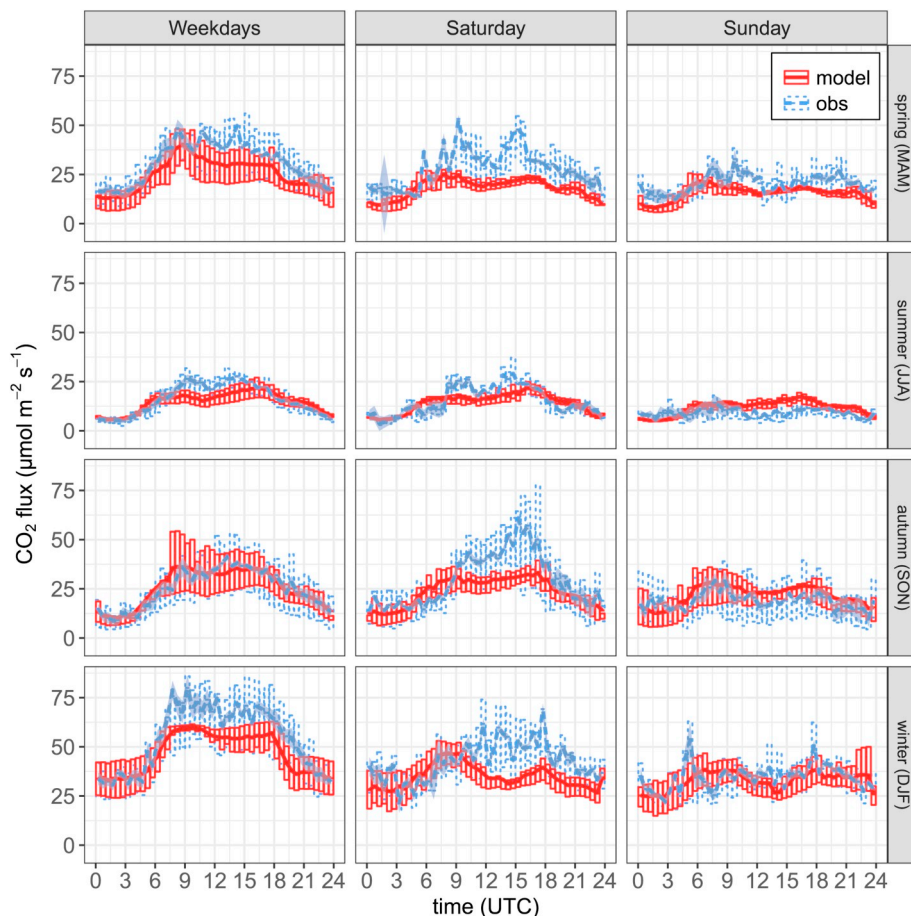 Weekdays Saturday Sunday
model
obs
75
50
25
0
spring (MAM)
75
50
25
0
summer (JJA)
75
50
25
0
autumn (SON)
75
50
25
0
winter (DJF)
CO₂ flux (µmol m⁻² s⁻¹)
0 3 6 9 12 15 18 21 24 0 3 6 9 12 15 18 21 24 0 3 6 9 12 15 18 21 24
time (UTC)